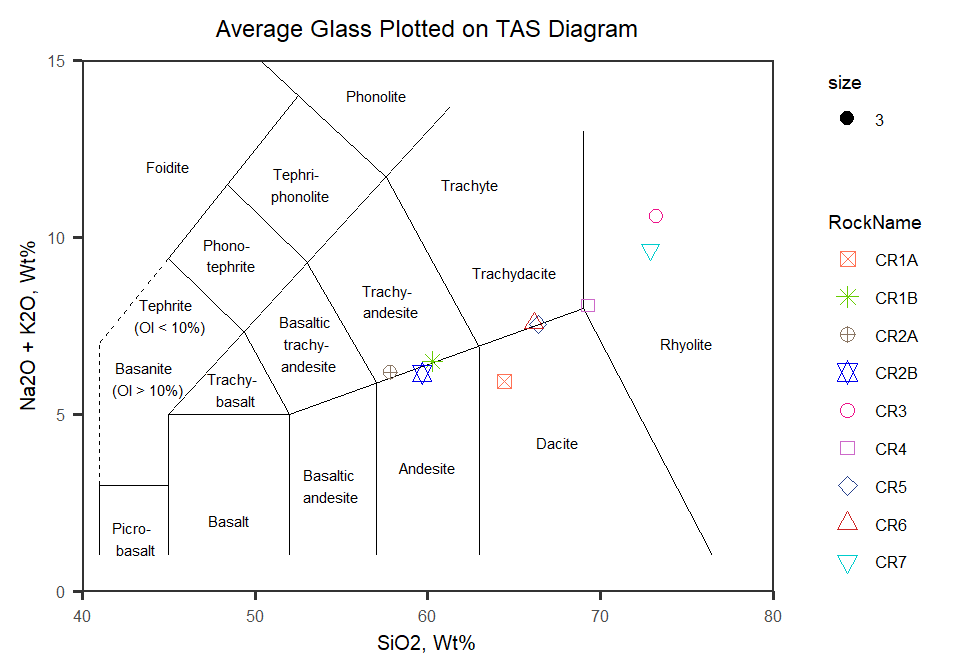 Average Glass Plotted on TAS Diagram
15
10
5
0
40
50
60
70
80
Na2O + K2O, Wt%
SiO2, Wt%
Phonolite
Foidite
Tephri-
phonolite
Trachyte
Phono-
tephrite
Trachydacite
Trachy-
andesite
Tephrite
(Ol < 10%)
Basaltic
trachy-
andesite
Rhyolite
Basanite
(Ol > 10%)
Trachy-
basalt
Dacite
Andesite
Basaltic
andesite
Basalt
Picro-
basalt
size
3
RockName
CR1A
CR1B
CR2A
CR2B
CR3
CR4
CR5
CR6
CR7